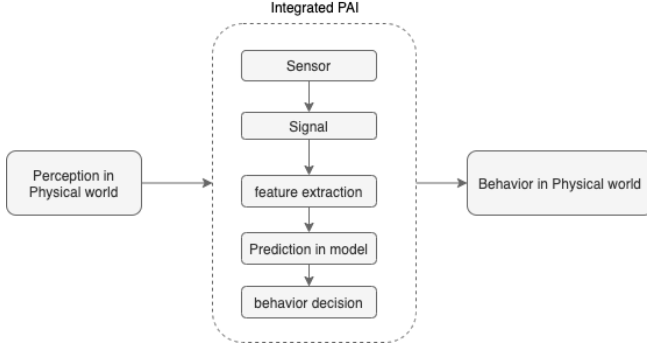 Integrated PAI
Perception in
Physical world
Sensor
Signal
feature extraction
Prediction in model
behavior decision
Behavior in Physical world